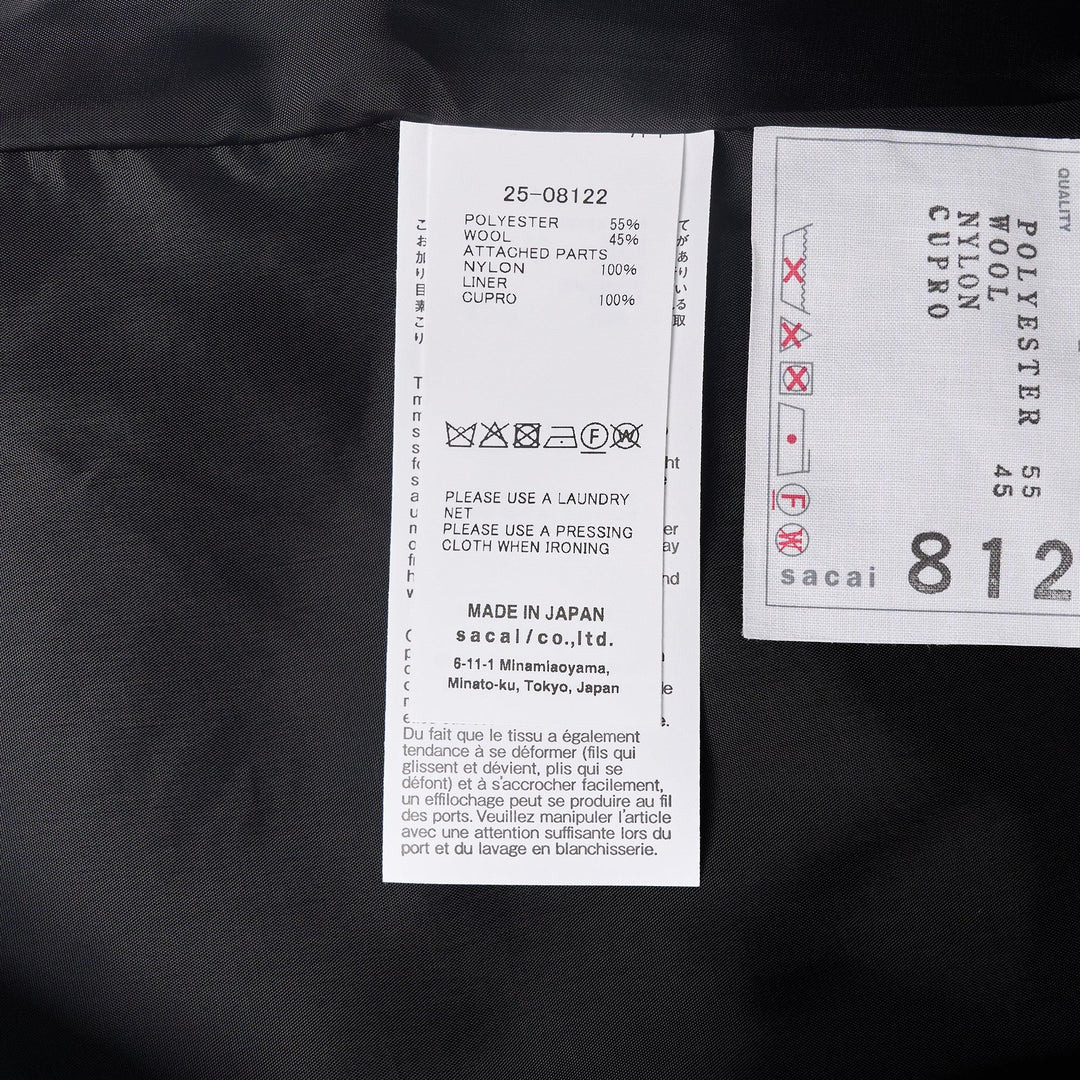 25-08122
POLYESTER 55%
WOOL 45%
ATTACHED PARTS
NYLON 100%
LINER
CUPRO 100%
F
W
PLEASE USE A LAUNDRY
NET
PLEASE USE A PRESSING
CLOTH WHEN IRONING
MADE IN JAPAN
sacai/co.,ltd.
6-11-1 Minamiaoyama,
Minato-ku, Tokyo, Japan
Du fait que le tissu a également
tendance à se déformer (fils qui
glissent et dévient, plis qui se
défont) et à s'accrocher facilement,
un effilochage peut se produire au fil
des ports. Veuillez manipuler l'article
avec une attention suffisante lors du
port et du lavage en blanchisserie.
QUALITY
POLYESTER 55
WOOL 45
NYLON
CUPRO
F
W
sacai
812